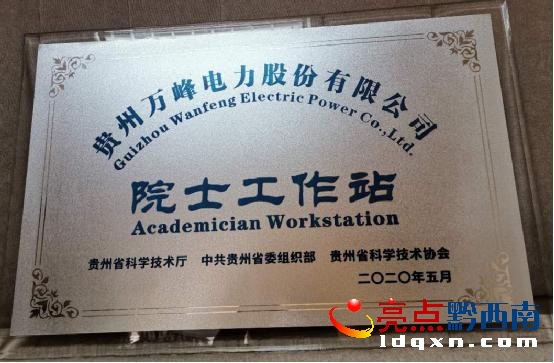 贵州万峰电力股份有限公司
Guizhou Wanfeng Electric Power Co.,Ltd.
院士工作站
Academician Workstation
贵州省科学技术厅 中共贵州省委组织部 贵州省科学技术协会
二〇二〇年五月
亮点黔西南
ldqxn.com